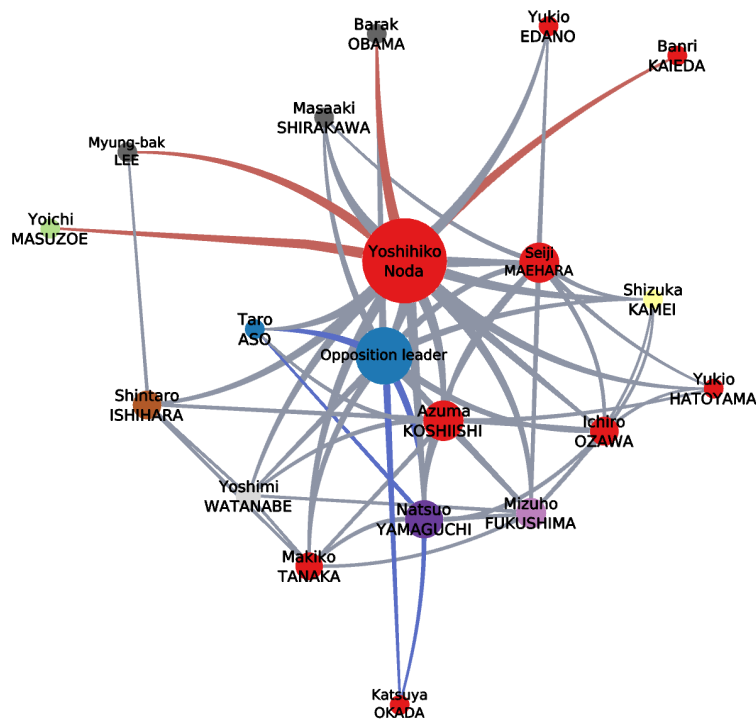 Barak
OBAMA
Yukio
EDANO
Banri
KAIEDA
Masaaki
SHIRAKAWA
Myung-bak
LEE
Yoichi
MASUZOE
Yoshihiko
Noda
Seiji
MAEHARA
Shizuka
KAMEI
Taro
ASO
Opposition leader
Yukio
HATOYAMA
Shintaro
ISHIHARA
Azuma
KOSHIISHI
Ichiro
OZAWA
Yoshimi
WATANABE
Natsuo
YAMAGUCHI
Mizuho
FUKUSHIMA
Makiko
TANAKA
Katsuya
OKADA